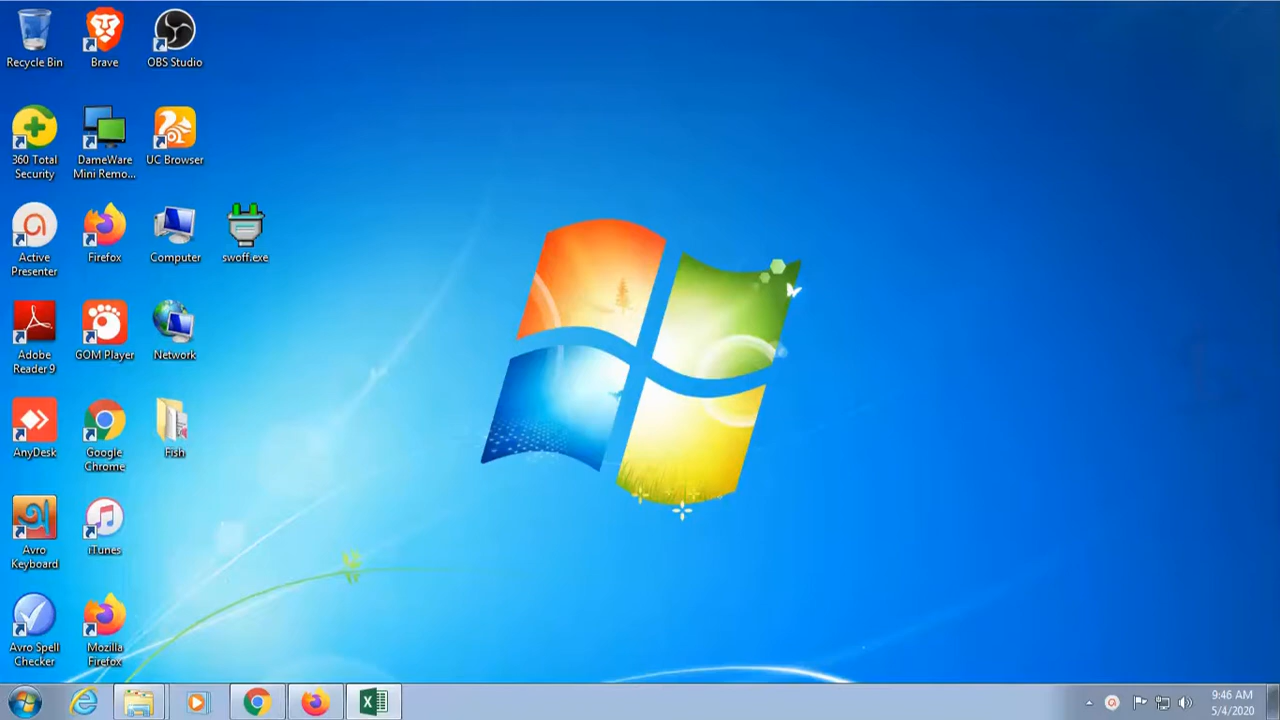 Recycle Bin
Brave
OBS Studio
360 Total
Security
DameWare
Mini Remo...
UC Browser
Active
Presenter
Firefox
Computer
swoff.exe
Adobe
Reader 9
GOM Player
Network
AnyDesk
Google
Chrome
Fish
Avro
Keyboard
iTunes
Avro Spell
Checker
Mozilla
Firefox
9:46 AM
5/4/2020